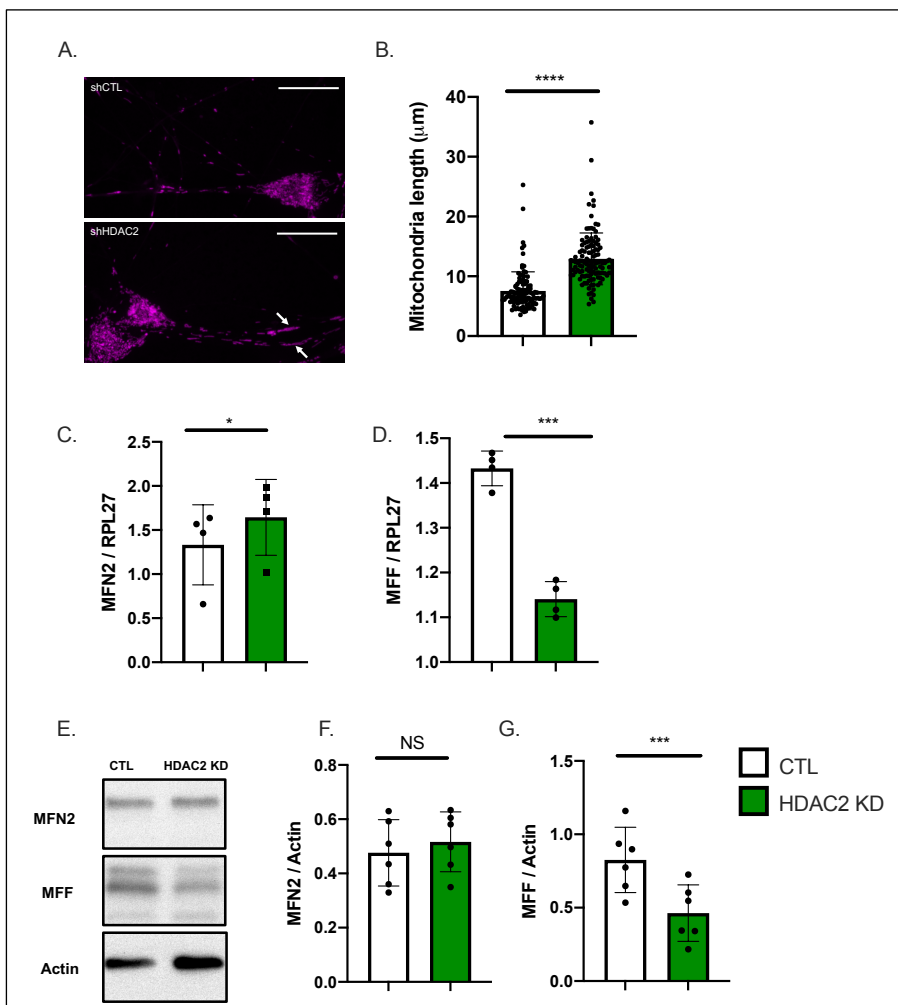 A.
shCTL
shHDAC2
B.
****
Mitochondria length (μm)
40
30
20
10
0
C.
*
MFN2 / RPL27
2.5
2.0
1.5
1.0
0.5
0.0
D.
***
MFF / RPL27
1.5
1.4
1.3
1.2
1.1
1.0
E.
CTL HDAC2 KD
MFN2
MFF
Actin
F.
NS
MFN2 / Actin
0.8
0.6
0.4
0.2
0.0
G.
***
MFF / Actin
1.5
1.0
0.5
0.0
CTL
HDAC2 KD